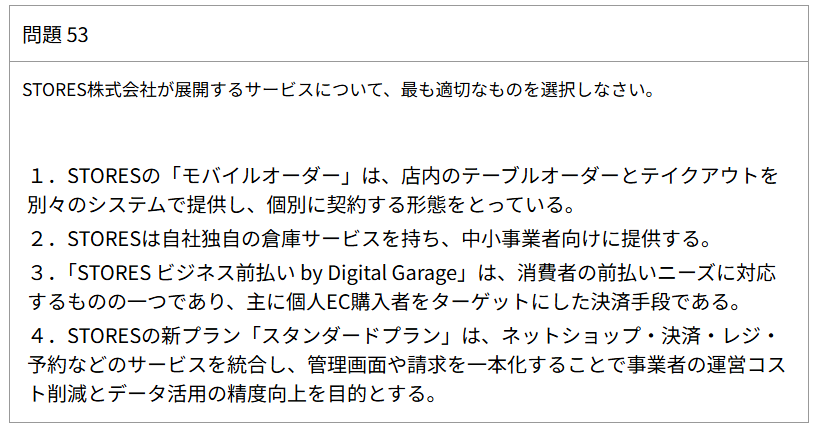 問題 53
STORES株式会社が展開するサービスについて、最も適切なものを選択しなさい。
１．STORESの「モバイルオーダー」は、店内のテーブルオーダーとテイクアウトを
別々のシステムで提供し、個別に契約する形態をとっている。
２．STORESは自社独自の倉庫サービスを持ち、中小事業者向けに提供する。
３．「STORES ビジネス前払い by Digital Garage」は、消費者の前払いニーズに対応
するものの一つであり、主に個人EC購入者をターゲットにした決済手段である。
４．STORESの新プラン「スタンダードプラン」は、ネットショップ・決済・レジ・
予約などのサービスを統合し、管理画面や請求を一本化することで事業者の運営コス
ト削減とデータ活用の精度向上を目的とする。